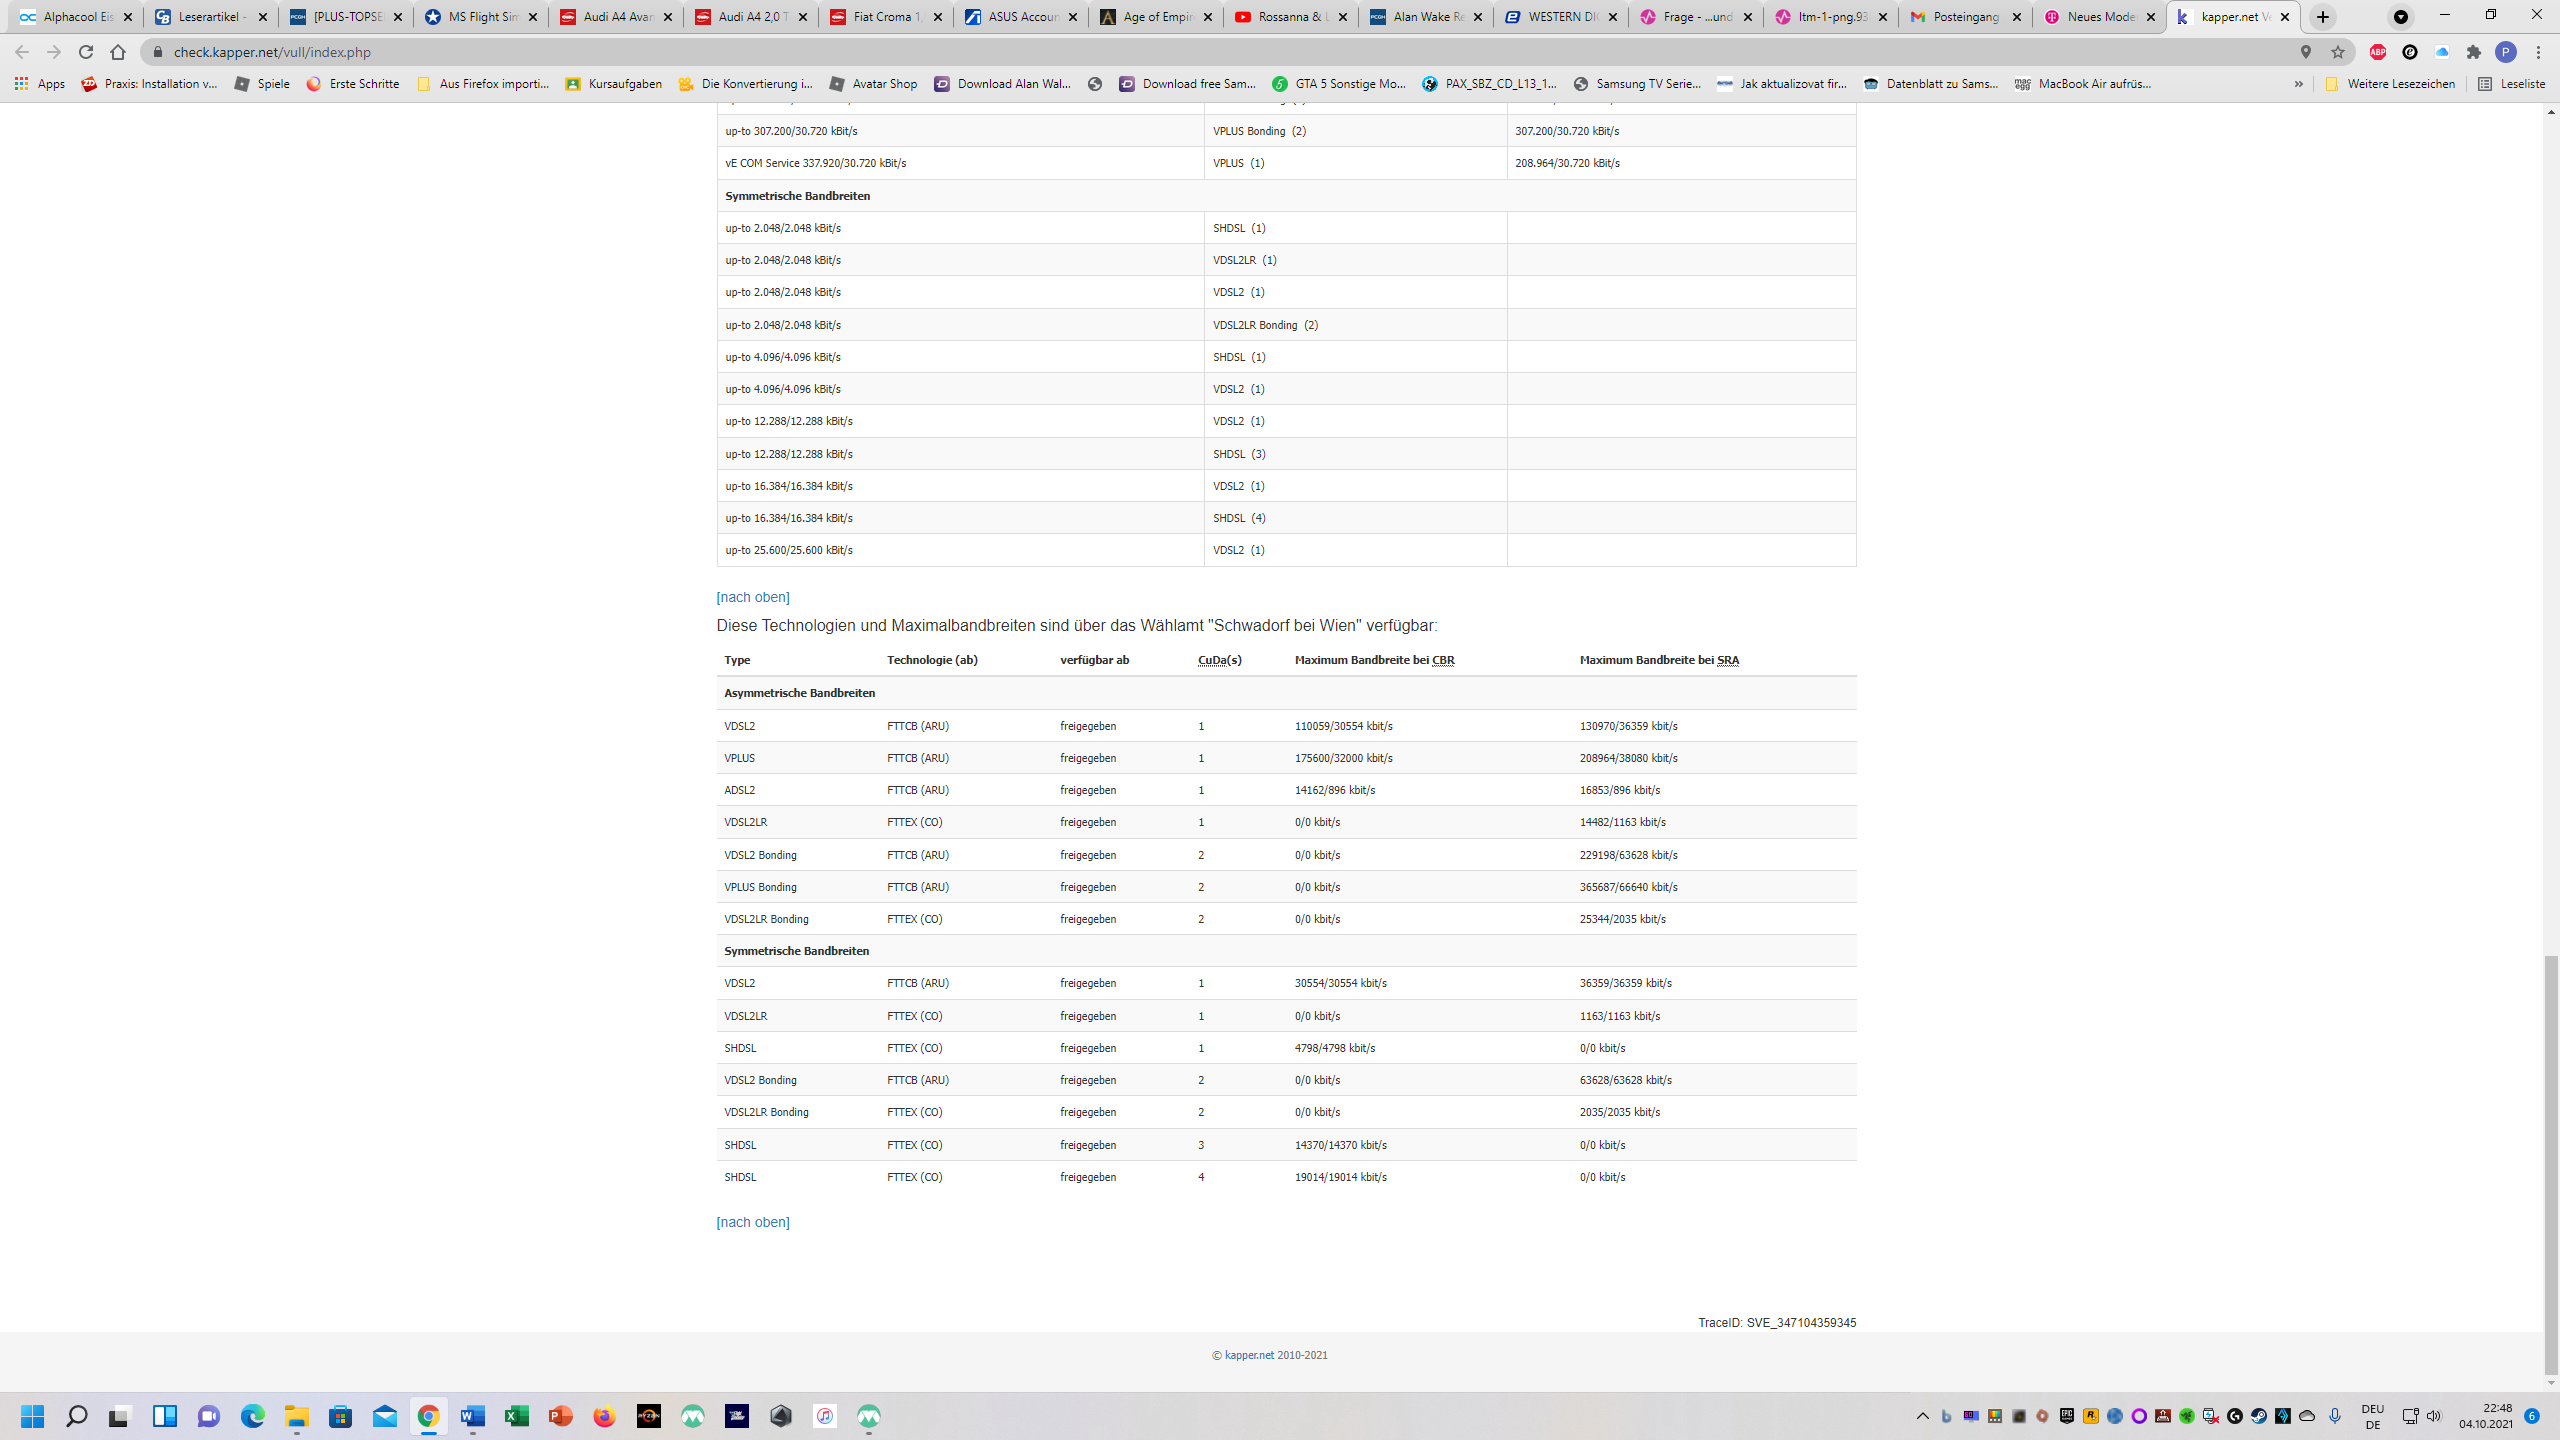 Alphacool Eis
Leserartikel -
[PLUS-TOPSE
MS Flight Sim
Audi A4 Avan
Audi A4 2,0 T
Fiat Croma 1,
ASUS Accoun
Age of Empir
Rossanna & L
Alan Wake Re
WESTERN DIG
Frage - ...und
ltm-1-png.93
Posteingang
Neues Mode
kapper.net Ve
check.kapper.net/vull/index.php
Apps
Praxis: Installation v...
Spiele
Erste Schritte
Aus Firefox importi...
Kursaufgaben
Die Konvertierung i...
Avatar Shop
Download Alan Wal...
Download free Sam...
GTA 5 Sonstige Mo...
PAX_SBZ_CD_L13_1...
Samsung TV Serie...
Jak aktualizovat fir...
Datenblatt zu Sams...
MacBook Air aufrüs...
»
Weitere Lesezeichen
Leseliste
up-to 307.200/30.720 kBit/s VPLUS Bonding (2) 307.200/30.720 kBit/s
vE COM Service 337.920/30.720 kBit/s VPLUS (1) 208.964/30.720 kBit/s
Symmetrische Bandbreiten
up-to 2.048/2.048 kBit/s SHDSL (1)
up-to 2.048/2.048 kBit/s VDSL2LR (1)
up-to 2.048/2.048 kBit/s VDSL2 (1)
up-to 2.048/2.048 kBit/s VDSL2LR Bonding (2)
up-to 4.096/4.096 kBit/s SHDSL (1)
up-to 4.096/4.096 kBit/s VDSL2 (1)
up-to 12.288/12.288 kBit/s VDSL2 (1)
up-to 12.288/12.288 kBit/s SHDSL (3)
up-to 16.384/16.384 kBit/s VDSL2 (1)
up-to 16.384/16.384 kBit/s SHDSL (4)
up-to 25.600/25.600 kBit/s VDSL2 (1)
[nach oben]
Diese Technologien und Maximalbandbreiten sind über das Wählamt "Schwadorf bei Wien" verfügbar:
Type Technologie (ab) verfügbar ab CuDa(s) Maximum Bandbreite bei CBR Maximum Bandbreite bei SRA
Asymmetrische Bandbreiten
VDSL2 FTTCB (ARU) freigegeben 1 110059/30554 kbit/s 130970/36359 kbit/s
VPLUS FTTCB (ARU) freigegeben 1 175600/32000 kbit/s 208964/38080 kbit/s
ADSL2 FTTCB (ARU) freigegeben 1 14162/896 kbit/s 16853/896 kbit/s
VDSL2LR FTTEX (CO) freigegeben 1 0/0 kbit/s 14482/1163 kbit/s
VDSL2 Bonding FTTCB (ARU) freigegeben 2 0/0 kbit/s 229198/63628 kbit/s
VPLUS Bonding FTTCB (ARU) freigegeben 2 0/0 kbit/s 365687/66640 kbit/s
VDSL2LR Bonding FTTEX (CO) freigegeben 2 0/0 kbit/s 25344/2035 kbit/s
Symmetrische Bandbreiten
VDSL2 FTTCB (ARU) freigegeben 1 30554/30554 kbit/s 36359/36359 kbit/s
VDSL2LR FTTEX (CO) freigegeben 1 0/0 kbit/s 1163/1163 kbit/s
SHDSL FTTEX (CO) freigegeben 1 4798/4798 kbit/s 0/0 kbit/s
VDSL2 Bonding FTTCB (ARU) freigegeben 2 0/0 kbit/s 63628/63628 kbit/s
VDSL2LR Bonding FTTEX (CO) freigegeben 2 0/0 kbit/s 2035/2035 kbit/s
SHDSL FTTEX (CO) freigegeben 3 14370/14370 kbit/s 0/0 kbit/s
SHDSL FTTEX (CO) freigegeben 4 19014/19014 kbit/s 0/0 kbit/s
[nach oben]
TraceID: SVE_347104359345
© kapper.net 2010-2021
DEU
DE
22:48
04.10.2021
6